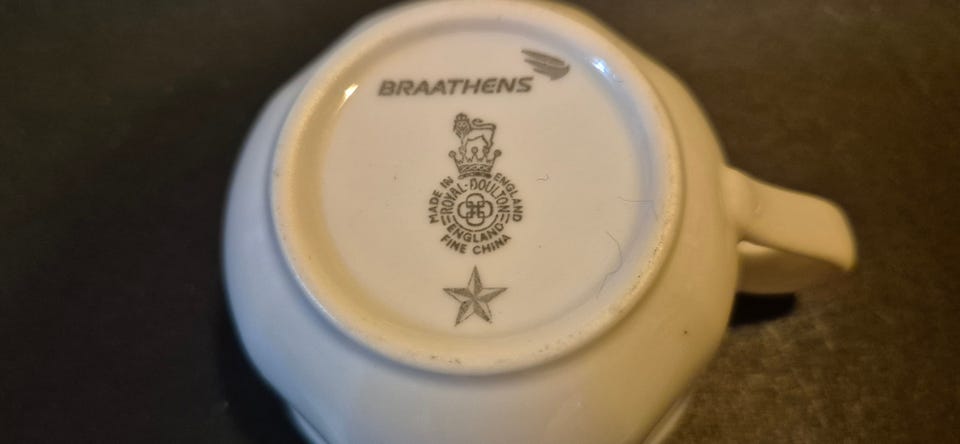 BRAATHENS
MADE IN ENGLAND
ROYAL·DOULTON
ENGLAND
FINE CHINA